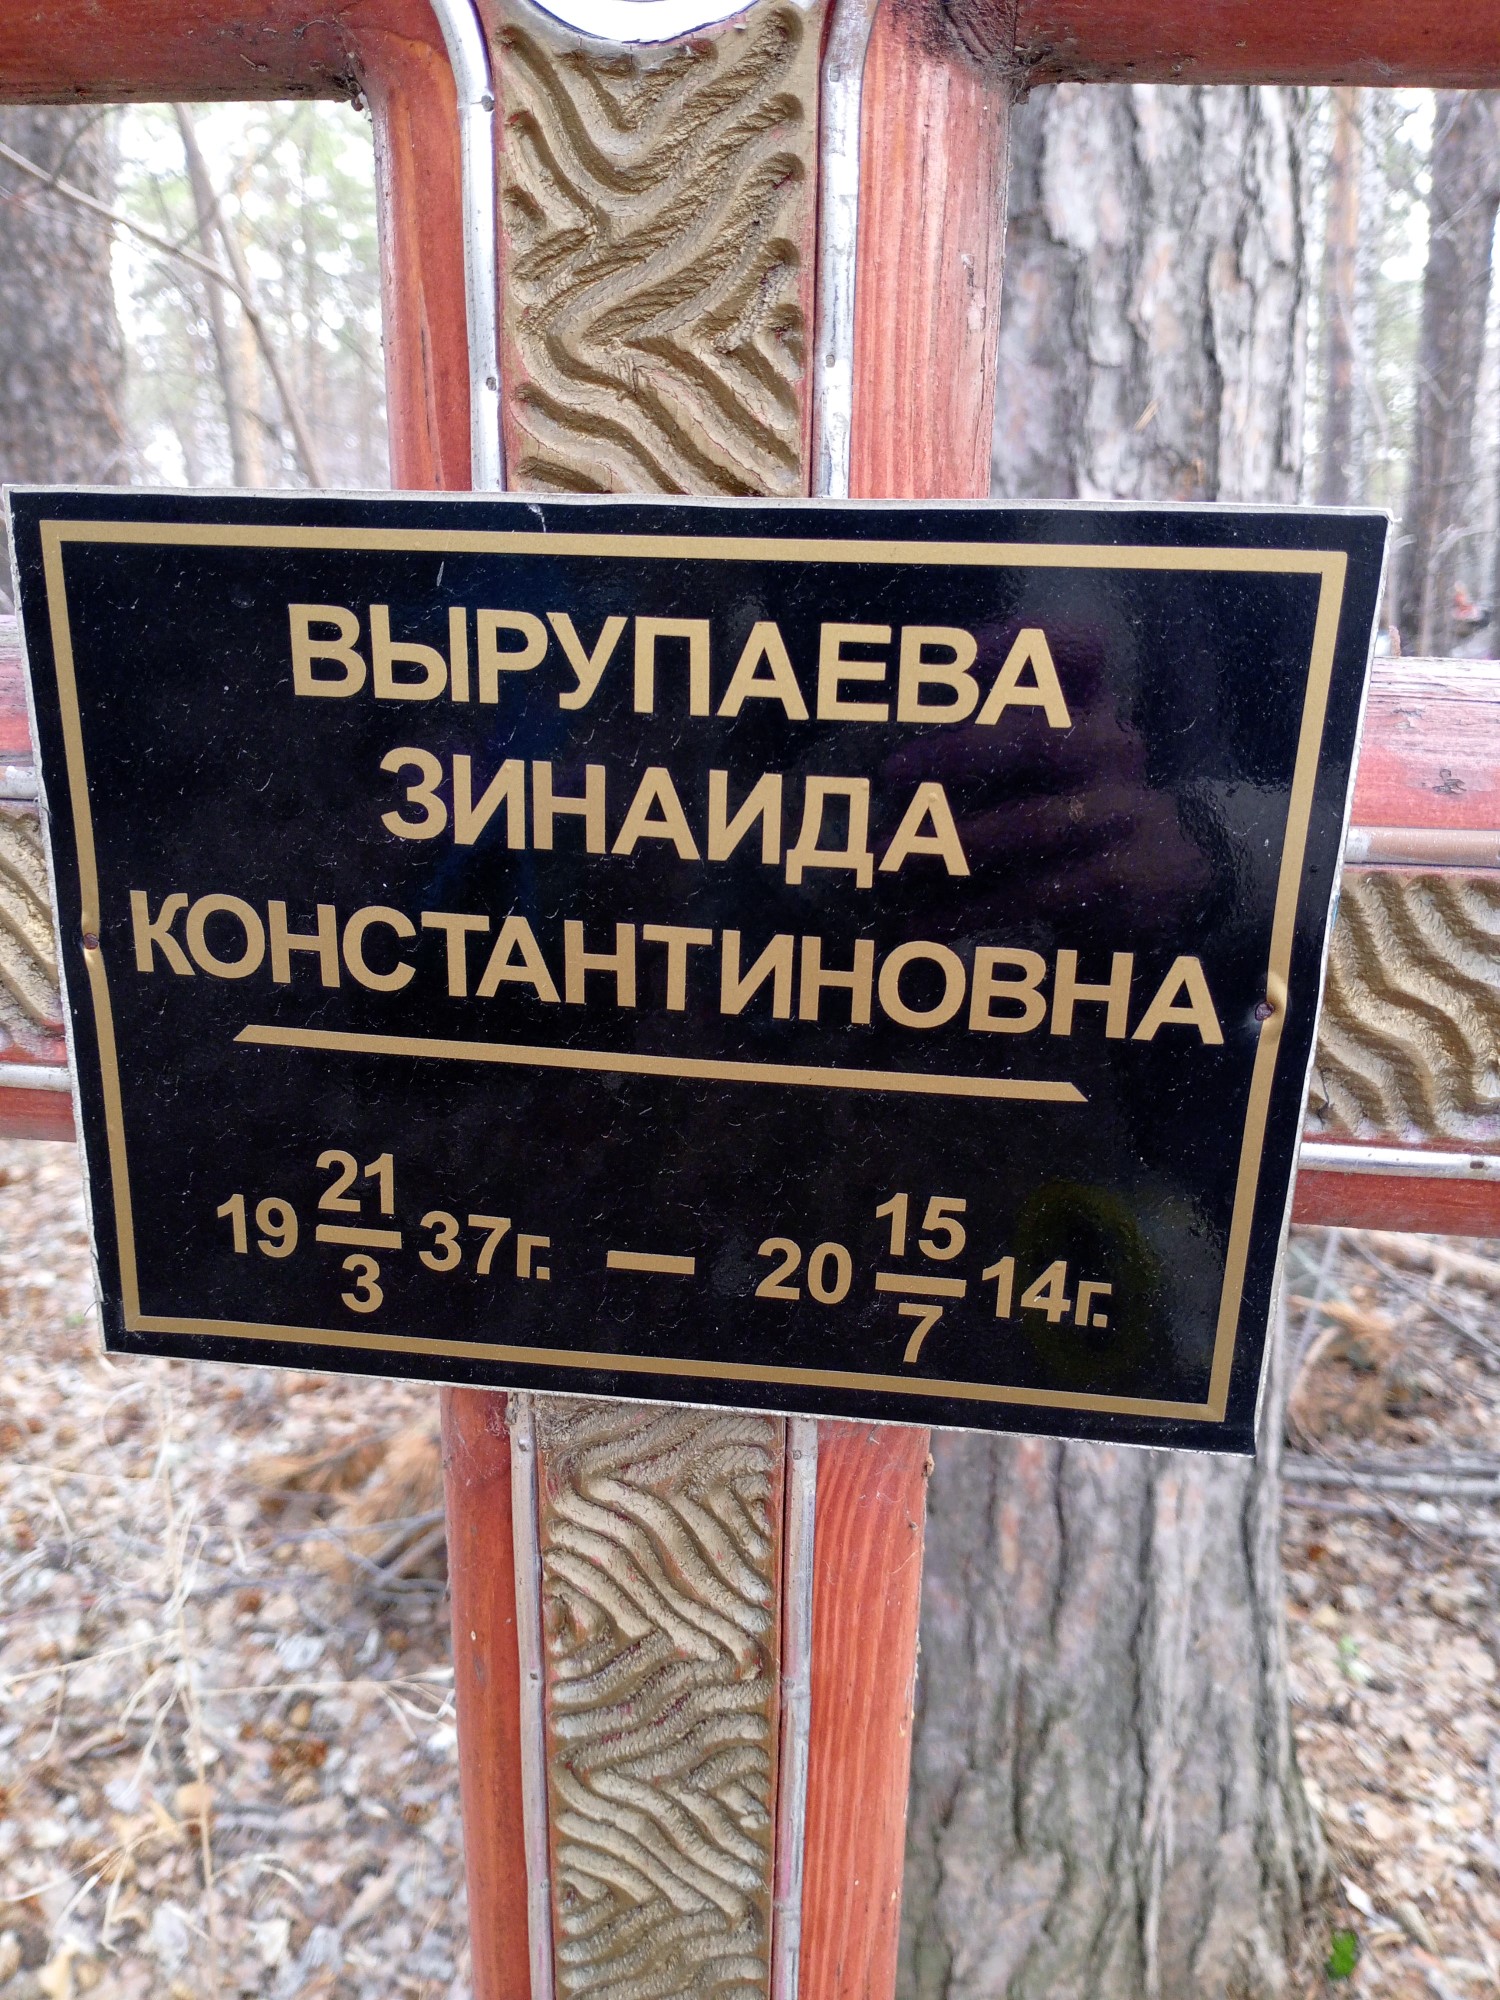 ВЫРУПАЕВА
ЗИНАИДА
КОНСТАНТИНОВНА
19 21/3 37г. — 20 15/7 14г.